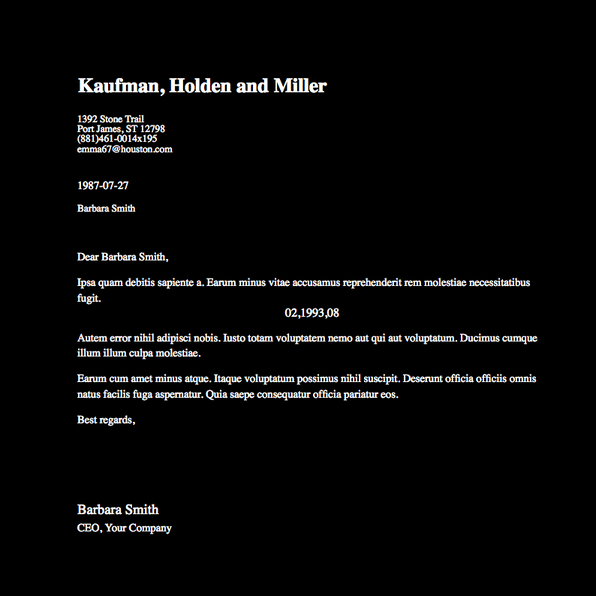 Kaufman, Holden and Miller
1392 Stone Trail
Port James, ST 12798
(881)461-0014x195
emma67@houston.com
1987-07-27
Barbara Smith
Dear Barbara Smith,
Ipsa quam debitis sapiente a. Earum minus vitae accusamus reprehenderit rem molestiae necessitatibus
fugit.
02,1993,08
Autem error nihil adipisci nobis. Iusto totam voluptatem nemo aut qui aut voluptatum. Ducimus cumque
illum illum culpa molestiae.
Earum cum amet minus atque. Itaque voluptatum possimus nihil suscipit. Deserunt officia officiis omnis
natus facilis fuga aspernatur. Quia saepe consequatur officia pariatur eos.
Best regards,
Barbara Smith
CEO, Your Company